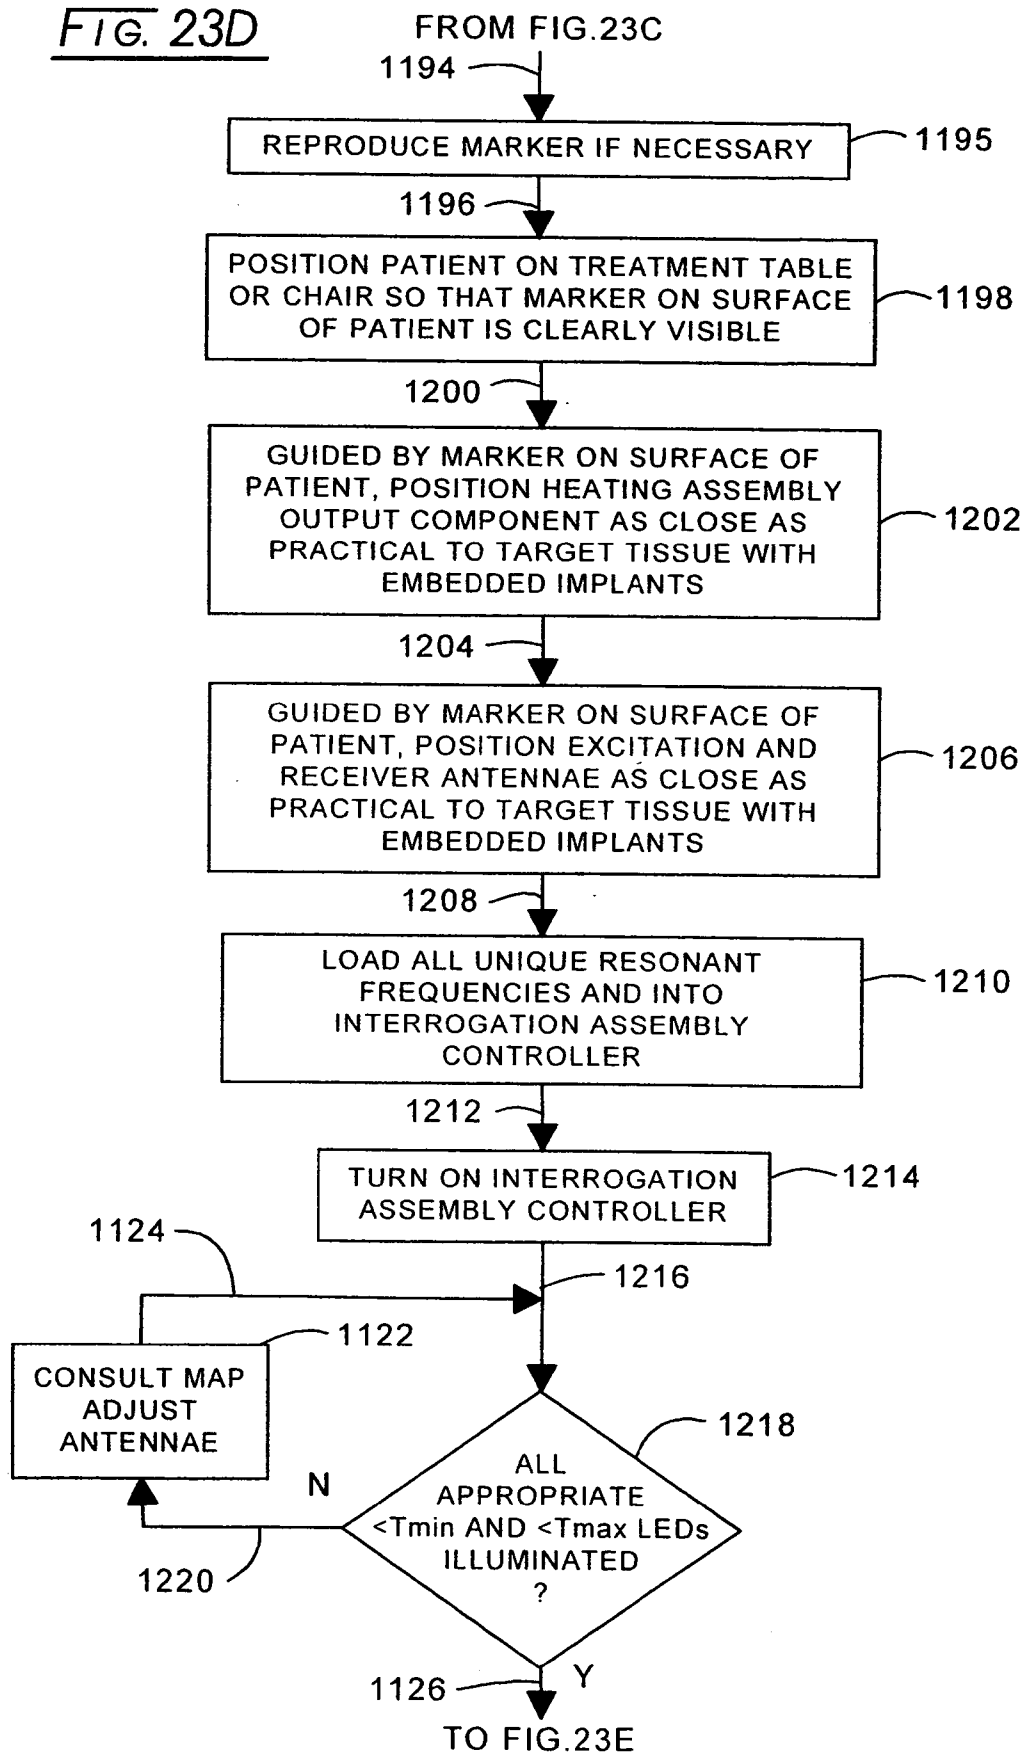 FIG. 23D
FROM FIG.23C
1194
REPRODUCE MARKER IF NECESSARY
1195
1196
POSITION PATIENT ON TREATMENT TABLE
OR CHAIR SO THAT MARKER ON SURFACE
OF PATIENT IS CLEARLY VISIBLE
1198
1200
GUIDED BY MARKER ON SURFACE OF
PATIENT, POSITION HEATING ASSEMBLY
OUTPUT COMPONENT AS CLOSE AS
PRACTICAL TO TARGET TISSUE WITH
EMBEDDED IMPLANTS
1202
1204
GUIDED BY MARKER ON SURFACE OF
PATIENT, POSITION EXCITATION AND
RECEIVER ANTENNAE AS CLOSE AS
PRACTICAL TO TARGET TISSUE WITH
EMBEDDED IMPLANTS
1206
1208
LOAD ALL UNIQUE RESONANT
FREQUENCIES AND INTO
INTERROGATION ASSEMBLY
CONTROLLER
1210
1212
TURN ON INTERROGATION
ASSEMBLY CONTROLLER
1214
1124
1216
1122
CONSULT MAP
ADJUST
ANTENNAE
1218
N
ALL
APPROPRIATE
<Tmin AND <Tmax LEDs
ILLUMINATED
?
1220
1126
Y
TO FIG.23E